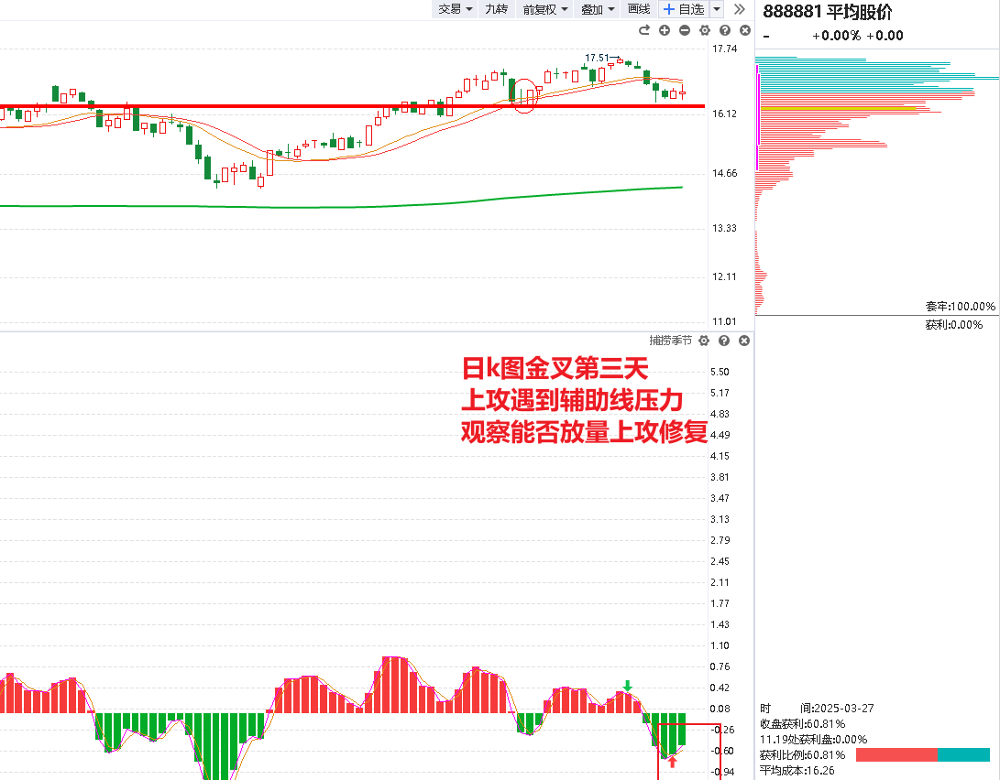 交易 九转 前复权 叠加 画线 + 自选
888881 平均股价
- +0.00% +0.00
17.74
17.51
16.12
14.66
13.33
12.11
11.01
套牢:100.00%
获利:0.00%
捕捞季节
日k图金叉第三天
上攻遇到辅助线压力
观察能否放量上攻修复
5.50
5.17
4.83
4.49
4.15
3.81
3.47
3.13
2.79
2.45
2.11
1.77
1.43
1.10
0.76
0.42
0.08
-0.26
-0.60
-0.94
时 间:2025-03-27
收盘获利:60.81%
11.19处获利盘:0.00%
获利比例:60.81%
平均成本:16.26